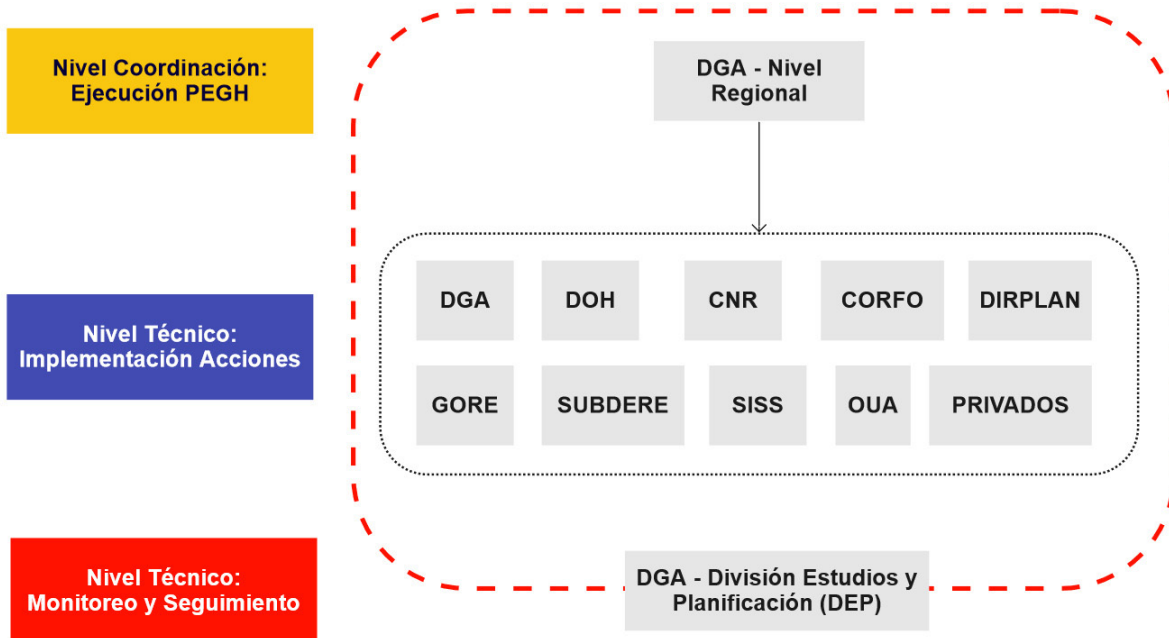 Nivel Coordinación:
Ejecución PEGH
DGA - Nivel
Regional
Nivel Técnico:
Implementación Acciones
DGA
DOH
CNR
CORFO
DIRPLAN
GORE
SUBDERE
SISS
OUA
PRIVADOS
Nivel Técnico:
Monitoreo y Seguimiento
DGA - División Estudios y
Planificación (DEP)